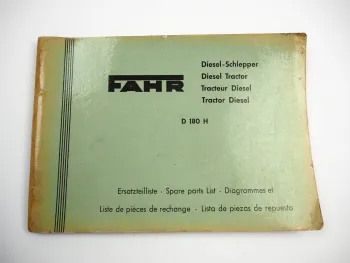 Diesel-Schlepper
Diesel Tractor
FAHR
Tracteur Diesel
Tractor Diesel
D 180 H
Ersatzteilliste - Spare parts List - Diagrammes et
Liste de pièces de rechange - Lista de piezas de repuesto